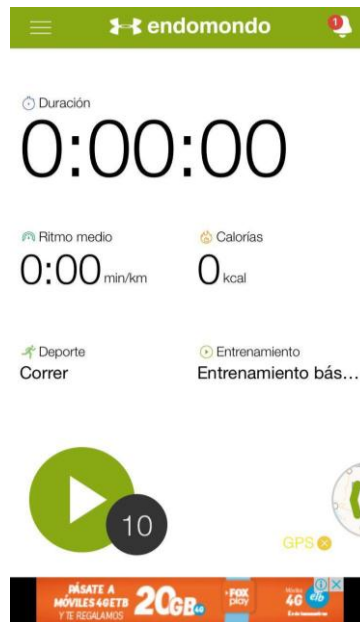 endomondo
1
Duración
0:00:00
Ritmo medio
Calorías
0:00 min/km
0 kcal
Deporte
Entrenamiento
Correr
Entrenamiento bás...
10
GPS
PÁSATE A
MÓVILES 4G ETB
Y TE REGALAMOS
20GB
FOX
play
4G
etb